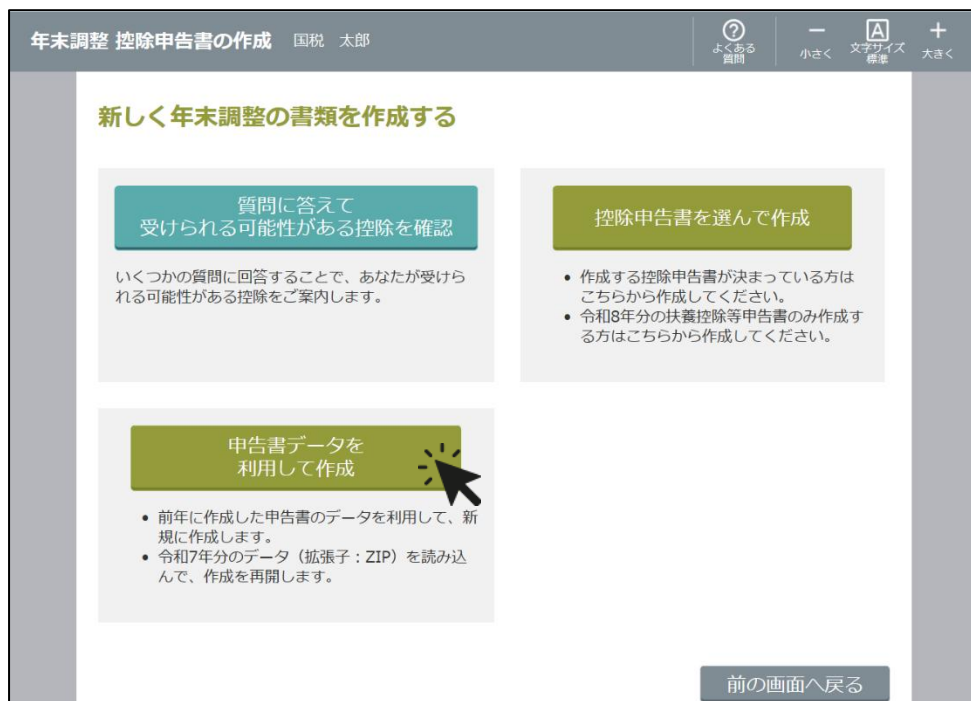 年末調整 控除申告書の作成 国税 太郎
よくある
質問
小さく
文字サイズ
標準
大きく
新しく年末調整の書類を作成する
質問に答えて
受けられる可能性がある控除を確認
いくつかの質問に回答することで、あなたが受けら
れる可能性がある控除をご案内します。
控除申告書を選んで作成
• 作成する控除申告書が決まっている方は
こちらから作成してください。
• 令和8年分の扶養控除等申告書のみ作成す
る方はこちらから作成してください。
申告書データを
利用して作成
• 前年に作成した申告書のデータを利用して、新
規に作成します。
• 令和7年分のデータ（拡張子：ZIP）を読み込
んで、作成を再開します。
前の画面へ戻る